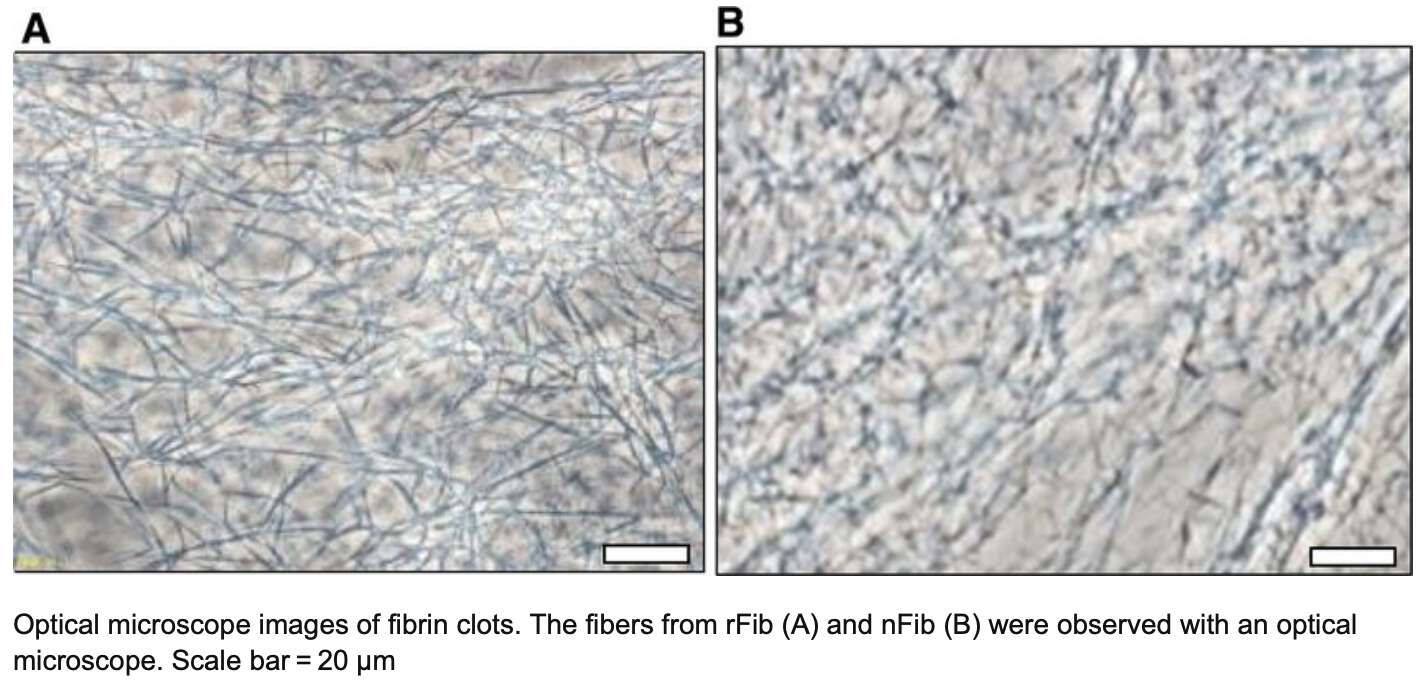 A
B
Optical microscope images of fibrin clots. The fibers from rFib (A) and nFib (B) were observed with an optical
microscope. Scale bar = 20 μm